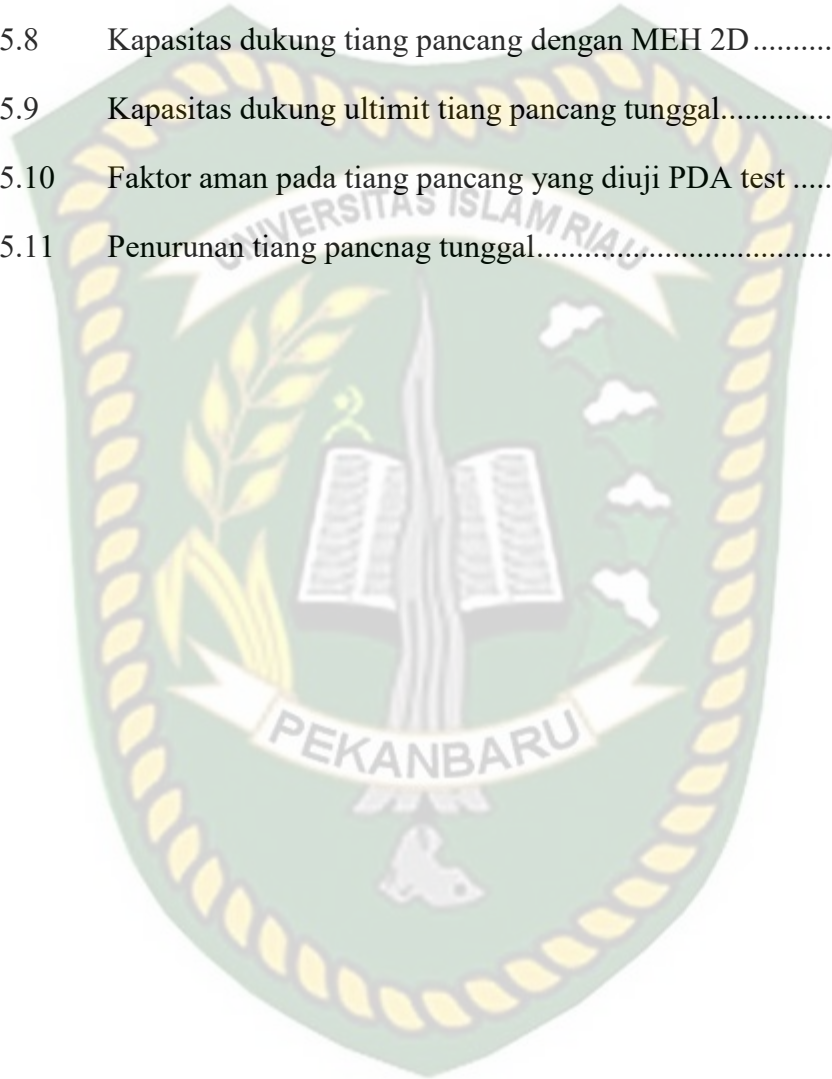 5.8 Kapasitas dukung tiang pancang dengan MEH 2D...........
5.9 Kapasitas dukung ultimit tiang pancang tunggal..............
5.10 Faktor aman pada tiang pancang yang diuji PDA test .....
5.11 Penurunan tiang pancnag tunggal.....................................
UNIVERSITAS ISLAM RIAU
PEKANBARU